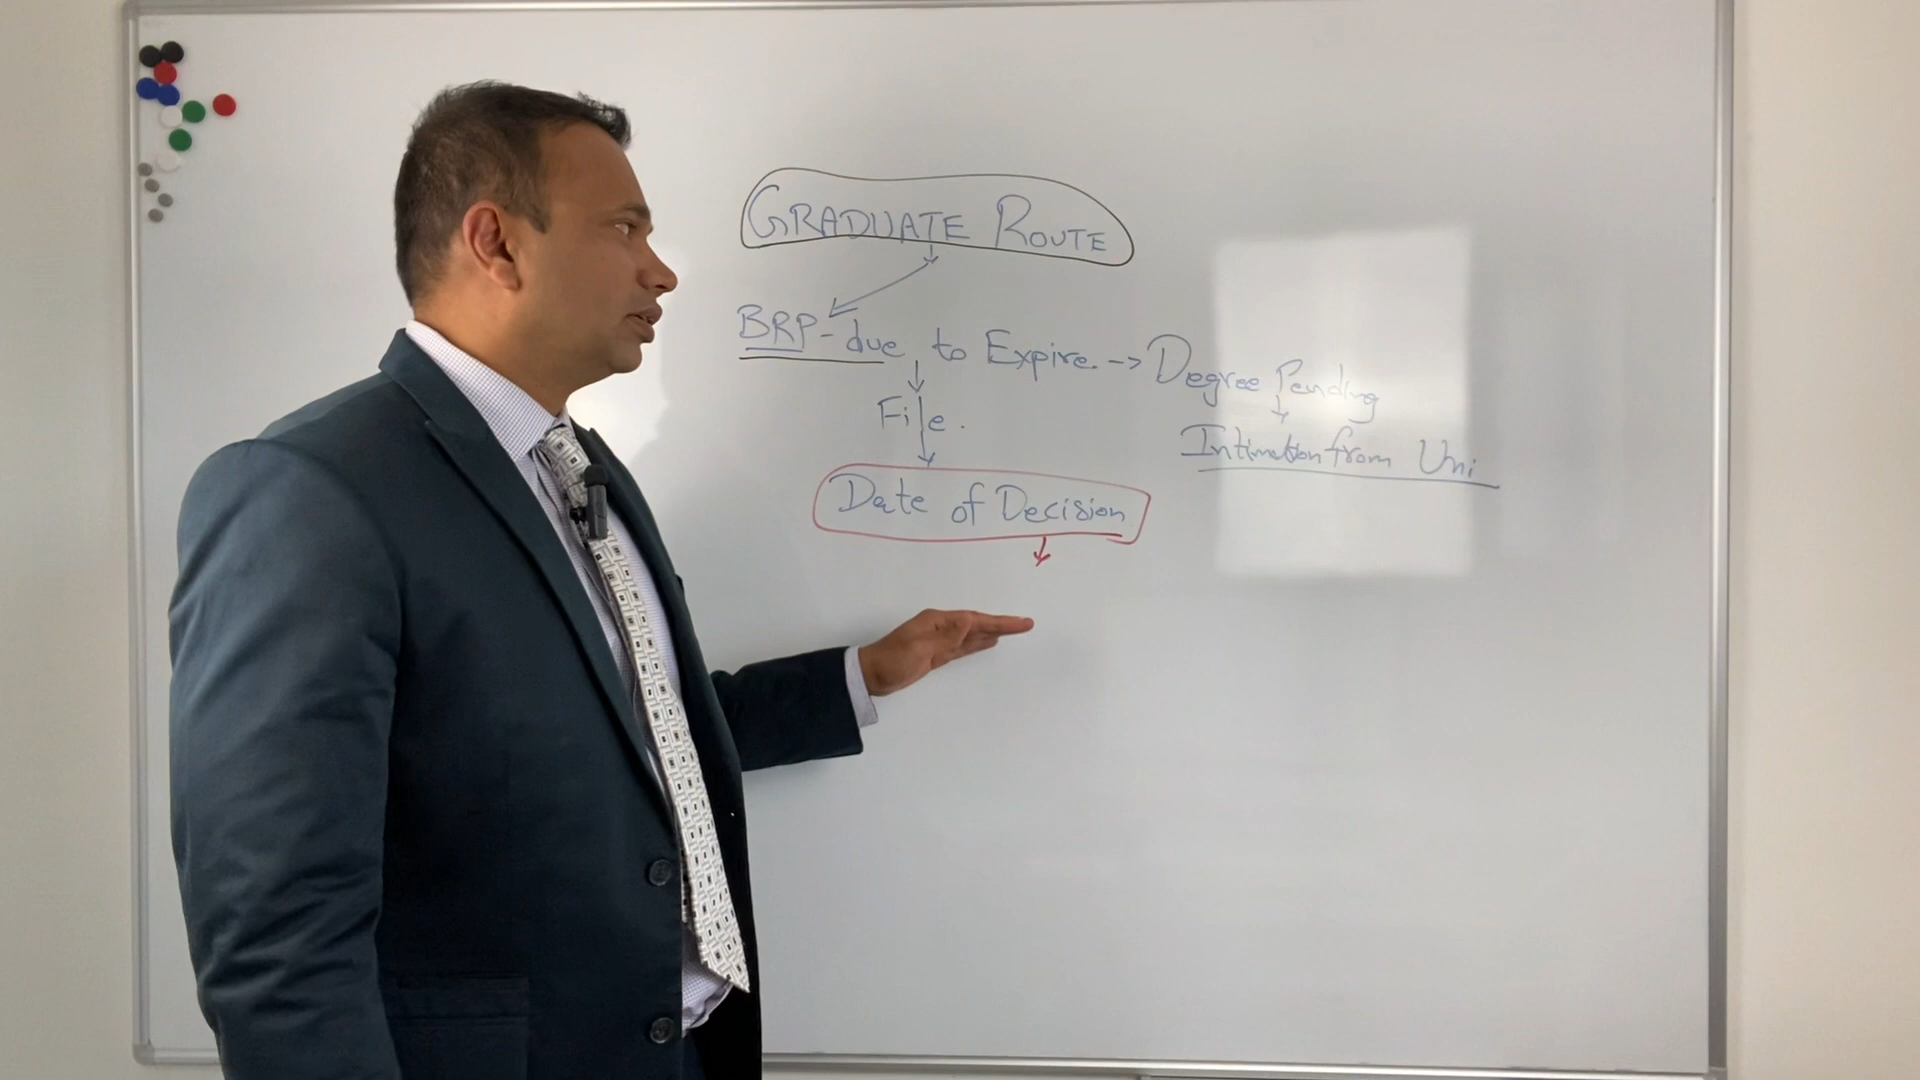 GRADUATE ROUTE
BRP - due to Expire. -> Degree Pending
File.
Intimation from Uni
Date of Decision